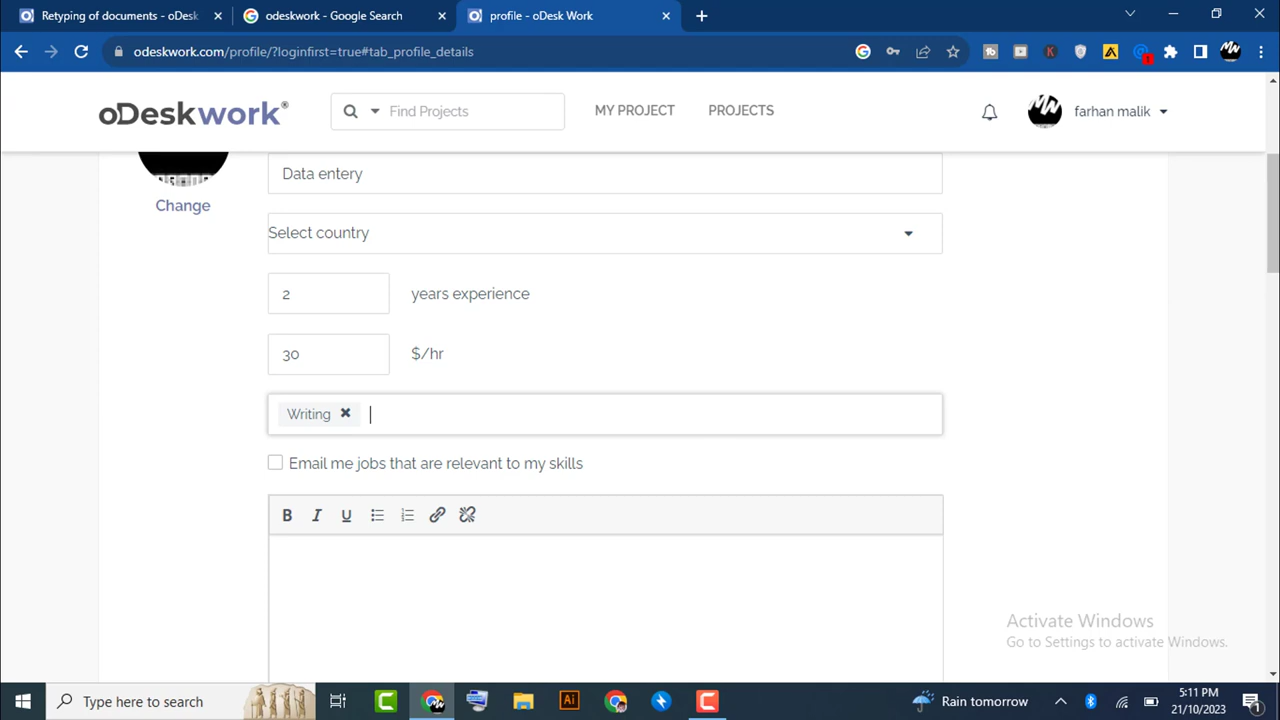 Retyping of documents - oDesk
odeskwork - Google Search
profile - oDesk Work
odeskwork.com/profile/?loginfirst=true#tab_profile_details
oDeskwork®
Find Projects
MY PROJECT
PROJECTS
farhan malik
Data entery
Change
Select country
2
years experience
30
$/hr
Writing
Email me jobs that are relevant to my skills
B I U
Activate Windows
Go to Settings to activate Windows.
Type here to search
Rain tomorrow
5:11 PM
21/10/2023